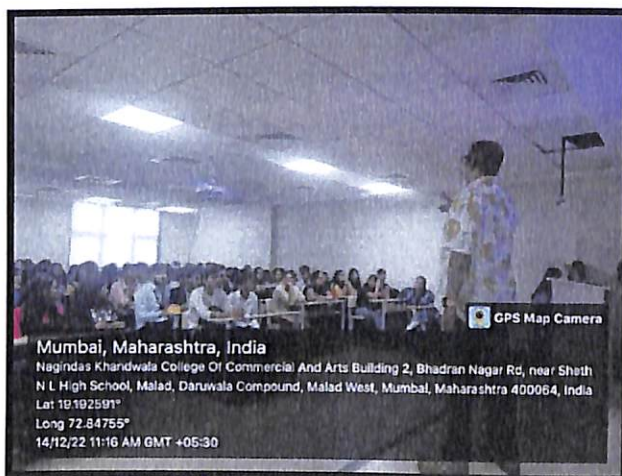 GPS Map Camera
Mumbai, Maharashtra, India
Nagindas Khandwala College Of Commercial And Arts Building 2, Bhadran Nagar Rd, near Sheth
N L High School, Malad, Daruwala Compound, Malad West, Mumbai, Maharashtra 400064, India
Lat 19.192591°
Long 72.84755°
14/12/22 11:16 AM GMT +05:30